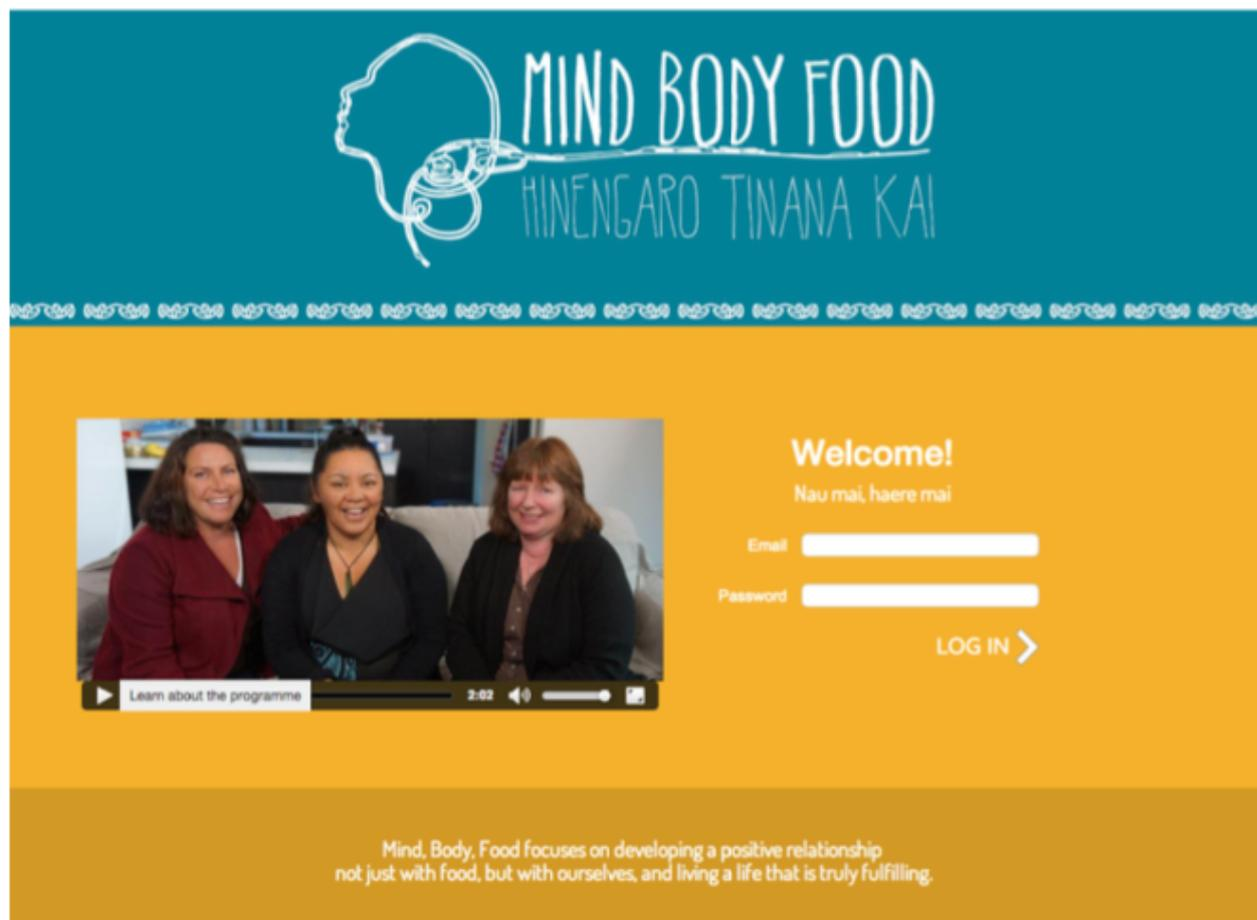 MIND BODY FOOD
HINENGARO TINANA KAI
Welcome!
Nau mai, haere mai
Email
Password
LOG IN
Learn about the programme
2:02
Mind, Body, Food focuses on developing a positive relationship
not just with food, but with ourselves, and living a life that is truly fulfilling.